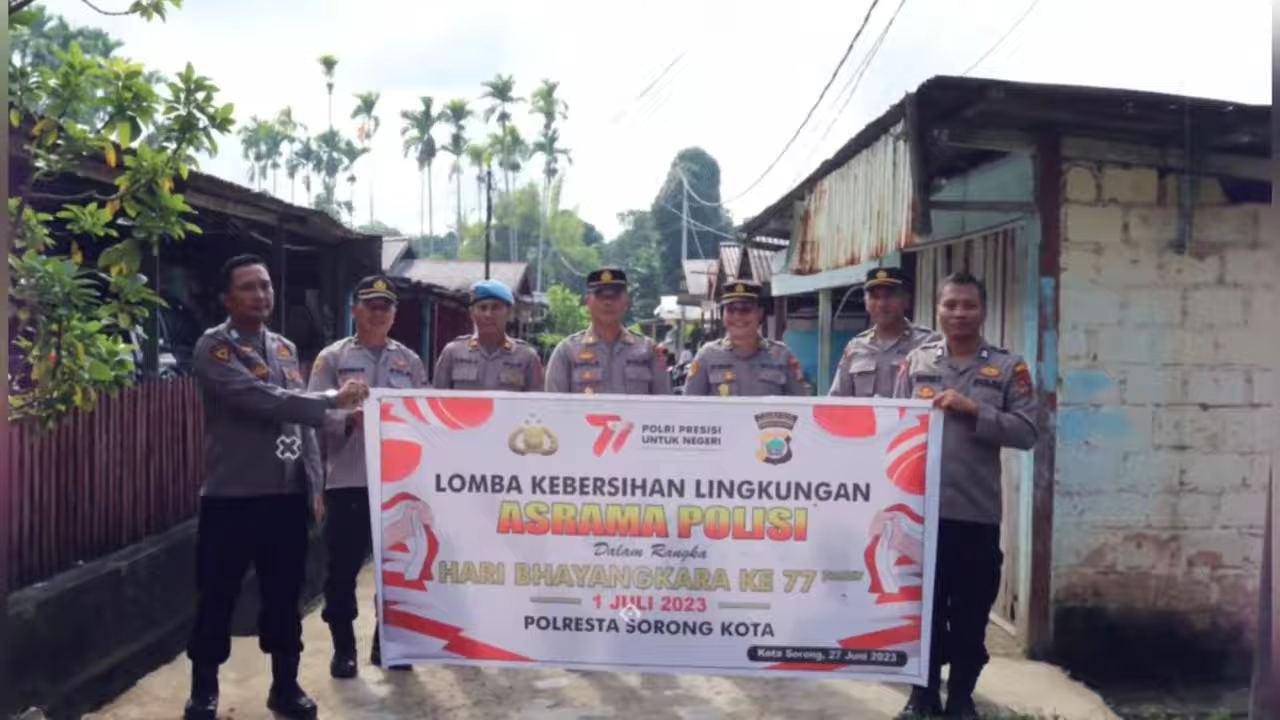 77 POLRI PRESISI
UNTUK NEGERI
LOMBA KEBERSIHAN LINGKUNGAN
ASRAMA POLISI
Dalam Rangka
HARI BHAYANGKARA KE 77
1 JULI 2023
POLRESTA SORONG KOTA
Kota Sorong, 27 Juni 2023